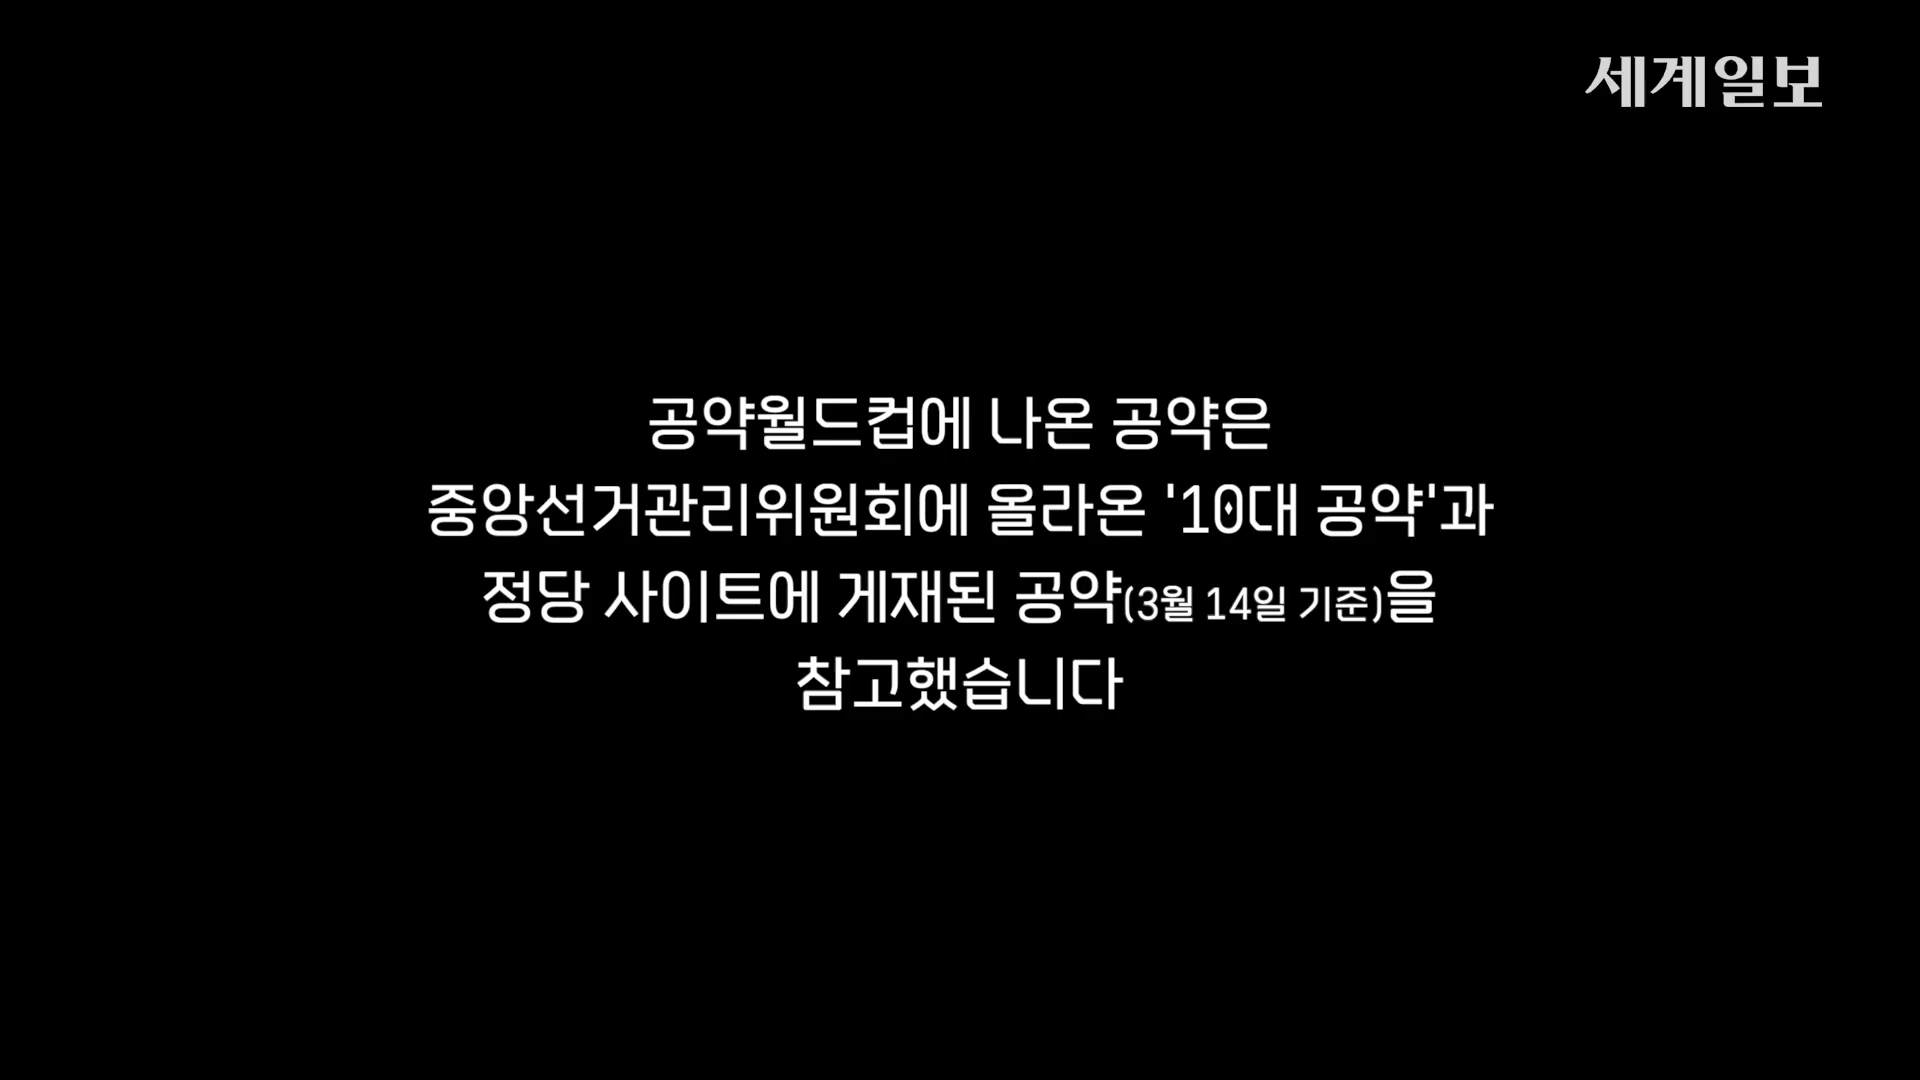 세계일보
공약월드컵에 나온 공약은
중앙선거관리위원회에 올라온 '10대 공약'과
정당 사이트에 게재된 공약(3월 14일 기준)을
참고했습니다